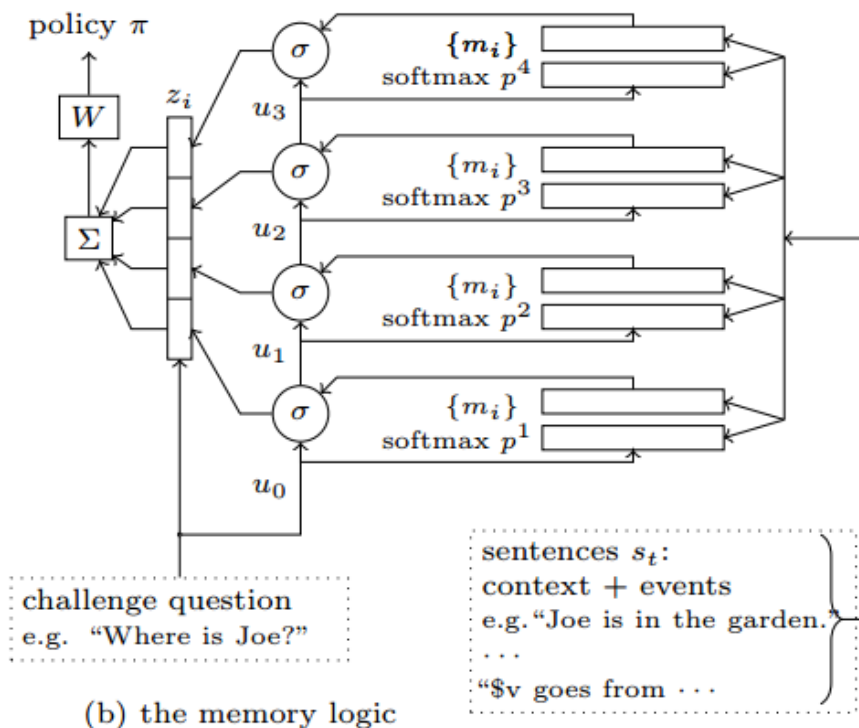 policy π
W
Σ
z_i
σ
{m_i}
softmax p^4
u_3
σ
{m_i}
softmax p^3
u_2
σ
{m_i}
softmax p^2
u_1
σ
{m_i}
softmax p^1
u_0
challenge question
e.g. “Where is Joe?”
sentences s_t:
context + events
e.g.“Joe is in the garden.”
. . .
“$v goes from · · ·
(b) the memory logic